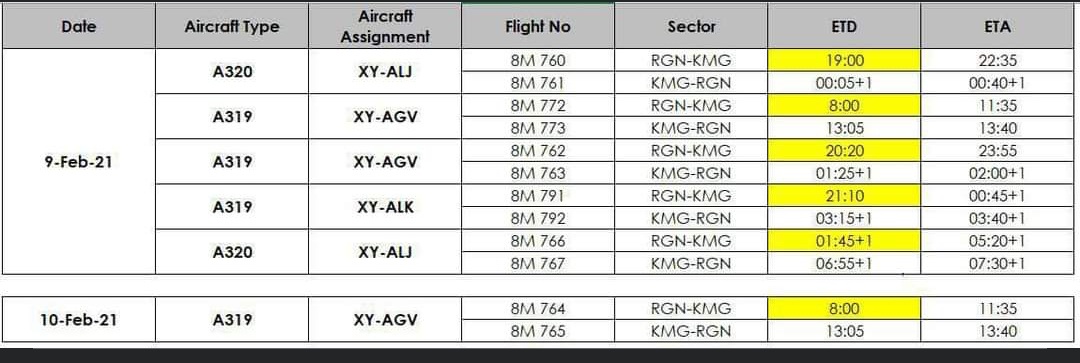 Date Aircraft Type Aircraft Assignment Flight No Sector ETD ETA
9-Feb-21 A320 XY-ALJ 8M 760 RGN-KMG 19:00 22:35
8M 761 KMG-RGN 00:05+1 00:40+1
A319 XY-AGV 8M 772 RGN-KMG 8:00 11:35
8M 773 KMG-RGN 13:05 13:40
A319 XY-AGV 8M 762 RGN-KMG 20:20 23:55
8M 763 KMG-RGN 01:25+1 02:00+1
A319 XY-ALK 8M 791 RGN-KMG 21:10 00:45+1
8M 792 KMG-RGN 03:15+1 03:40+1
A320 XY-ALJ 8M 766 RGN-KMG 01:45+1 05:20+1
8M 767 KMG-RGN 06:55+1 07:30+1
10-Feb-21 A319 XY-AGV 8M 764 RGN-KMG 8:00 11:35
8M 765 KMG-RGN 13:05 13:40